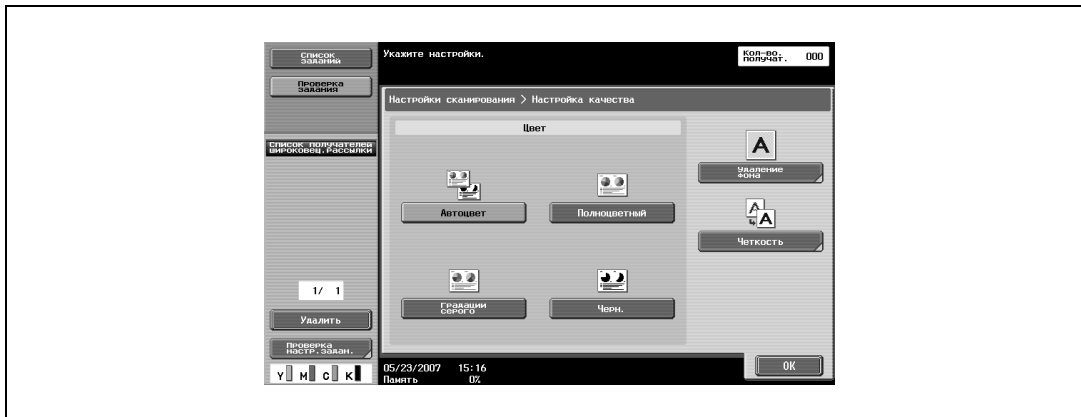 Список
заданий
Проверка
задания
Список получателей
широковещ.рассылки
1/ 1
Удалить
Проверка
настр.задан.
Y M C K
Укажите настройки.
Кол-во.
получат. 000
Настройки сканирования > Настройка качества
Цвет
Автоцвет
Полноцветный
Градации
серого
Черн.
A
Удаление
фона
A
A
Четкость
05/23/2007 15:16
Память 0%
OK